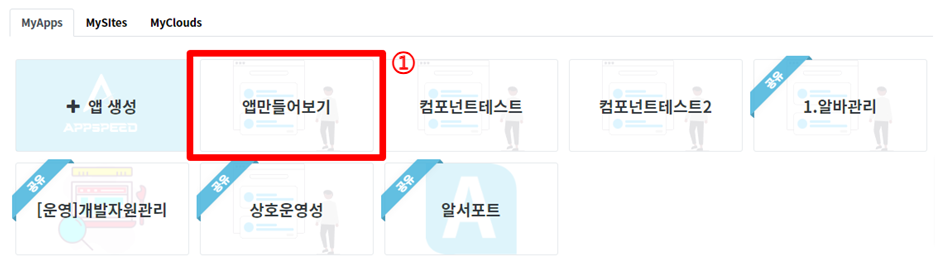 MyApps MySItes MyClouds
①
+ 앱 생성 앱만들어보기 컴포넌트테스트 컴포넌트테스트2 1.알바관리
APPSPEED
공유
공유 공유 공유
[운영]개발자원관리 상호운영성 알서포트